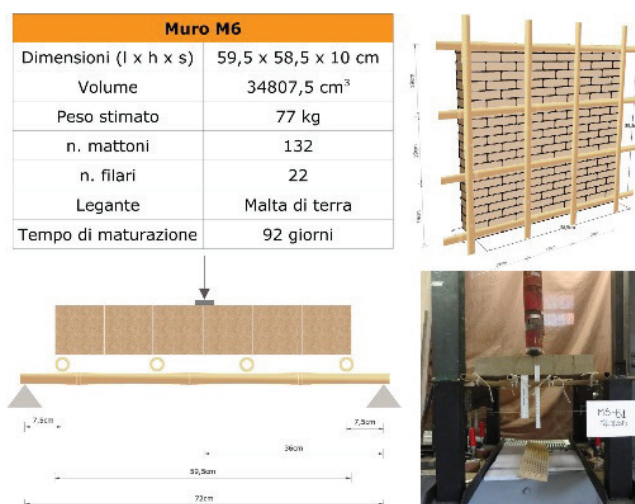 Muro M6
Dimensioni (l x h x s) 59,5 x 58,5 x 10 cm
Volume 34807,5 cm³
Peso stimato 77 kg
n. mattoni 132
n. filari 22
Legante Malta di terra
Tempo di maturazione 92 giorni
7,5cm
7,5cm
36cm
59,5cm
72cm